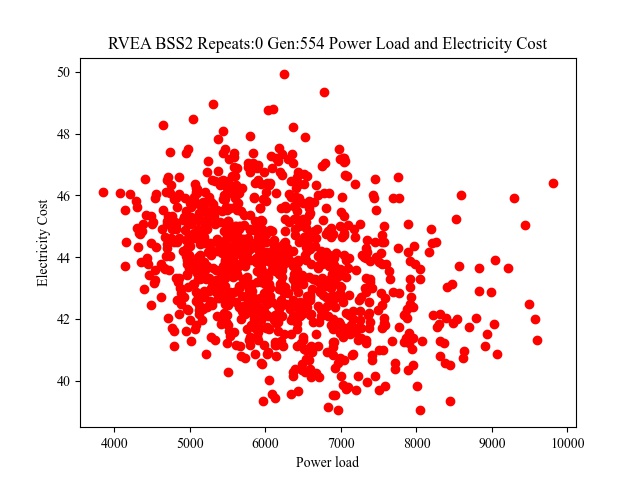 RVEA BSS2 Repeats:0 Gen:554 Power Load and Electricity Cost
50
48
46
44
42
40
Electricity Cost
4000 5000 6000 7000 8000 9000 10000
Power load